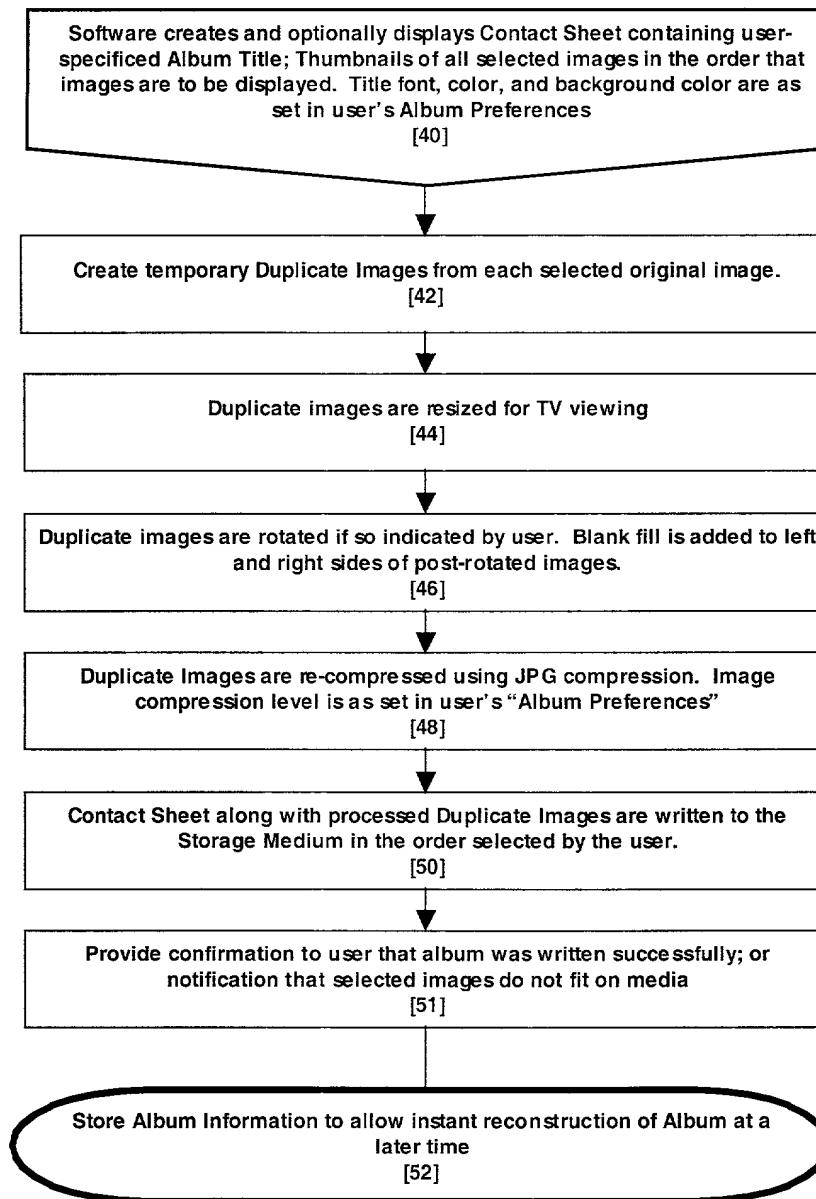 Software creates and optionally displays Contact Sheet containing user-
specificed Album Title; Thumbnails of all selected images in the order that
images are to be displayed. Title font, color, and background color are as
set in user's Album Preferences
[40]
Create temporary Duplicate Images from each selected original image.
[42]
Duplicate images are resized for TV viewing
[44]
Duplicate images are rotated if so indicated by user. Blank fill is added to left
and right sides of post-rotated images.
[46]
Duplicate Images are re-compressed using JPG compression. Image
compression level is as set in user's “Album Preferences”
[48]
Contact Sheet along with processed Duplicate Images are written to the
Storage Medium in the order selected by the user.
[50]
Provide confirmation to user that album was written successfully; or
notification that selected images do not fit on media
[51]
Store Album Information to allow instant reconstruction of Album at a
later time
[52]